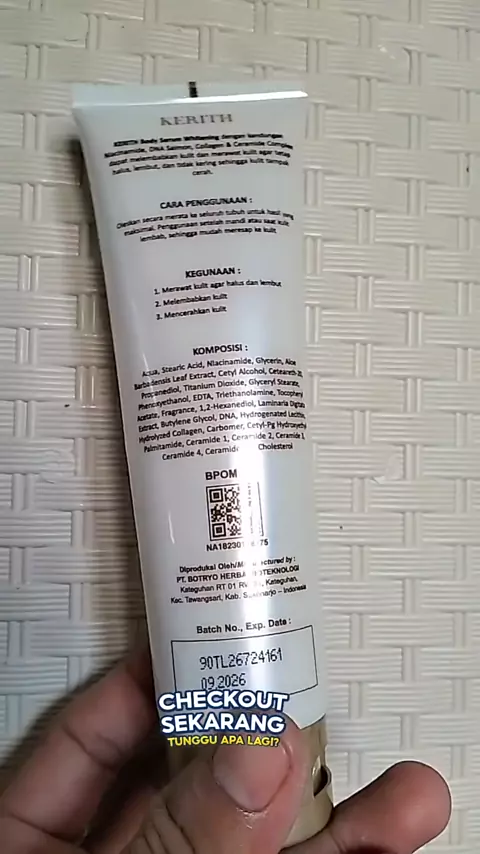 KERITH
KERITH Body Serum Whitening dengan kandungan
Niacinamide, DNA Salmon, Collagen & Ceramide Complex
dapat melembabkan kulit dan merawat kulit agar tetap
halus, lembut, dan tidak kering sehingga kulit tampak
cerah.
CARA PENGGUNAAN :
Oleskan secara merata ke seluruh tubuh untuk hasil yang
maksimal. Penggunaan setelah mandi atau saat kulit
lembab, sehingga mudah meresap ke kulit
KEGUNAAN :
1. Merawat kulit agar halus dan lembut
2. Melembabkan kulit
3. Mencerahkan kulit
KOMPOSISI :
Aqua, Stearic Acid, Niacinamide, Glycerin, Aloe
Barbadensis Leaf Extract, Cetyl Alcohol, Ceteareth-20,
Propanediol, Titanium Dioxide, Glyceryl Stearate,
Phenoxyethanol, EDTA, Triethanolamine, Tocopheryl
Acetate, Fragrance, 1,2-Hexanediol, Laminaria Digitata
Extract, Butylene Glycol, DNA, Hydrogenated Lecithin,
Hydrolyzed Collagen, Carbomer, Cetyl-Pg Hydroxyethyl
Palmitamide, Ceramide 1, Ceramide 2, Ceramide 3,
Ceramide 4, Ceramide Cholesterol
BPOM
Diproduksi Oleh/Manufactured by :
PT. BOTRYO HERBA BIOTEKNOLOGI
Kateguhan RT 01 Kateguhan,
Kec. Tawangsari, Kab. Sukoharjo – Indonesia
Batch No., Exp. Date :
90TL26724161
09 2026
CHECKOUT
SEKARANG
TUNGGU APA LAGI?